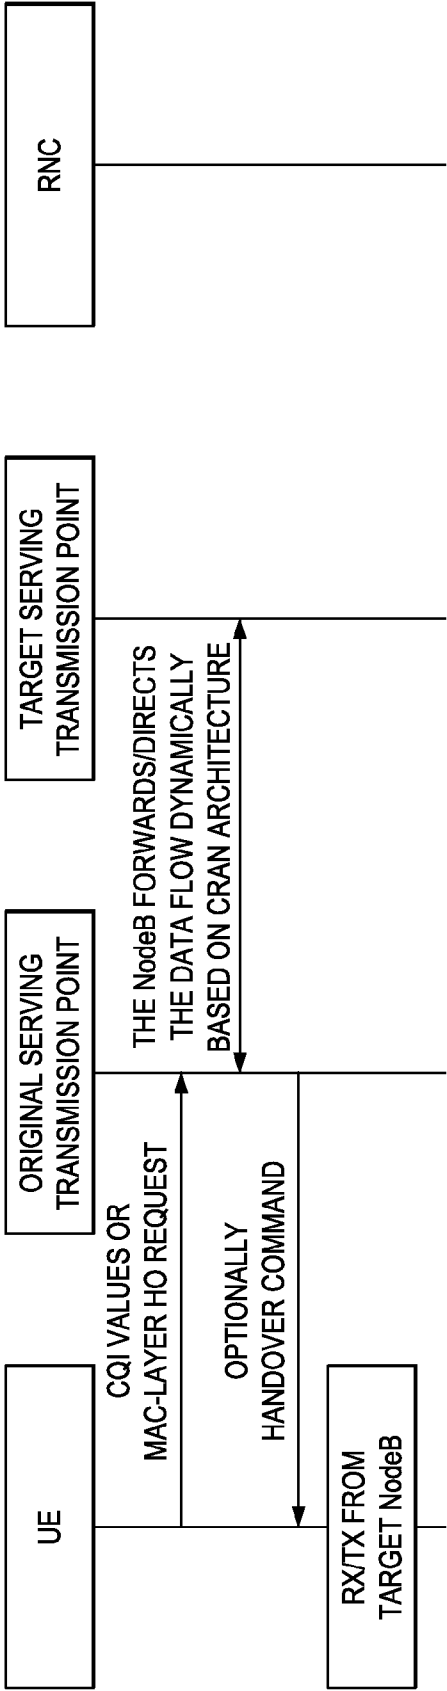 UE
ORIGINAL SERVING
TRANSMISSION POINT
TARGET SERVING
TRANSMISSION POINT
RNC
CQI VALUES OR
MAC-LAYER HO REQUEST
THE NodeB FORWARDS/DIRECTS
THE DATA FLOW DYNAMICALLY
BASED ON CRAN ARCHITECTURE
OPTIONALLY
HANDOVER COMMAND
RX/TX FROM
TARGET NodeB